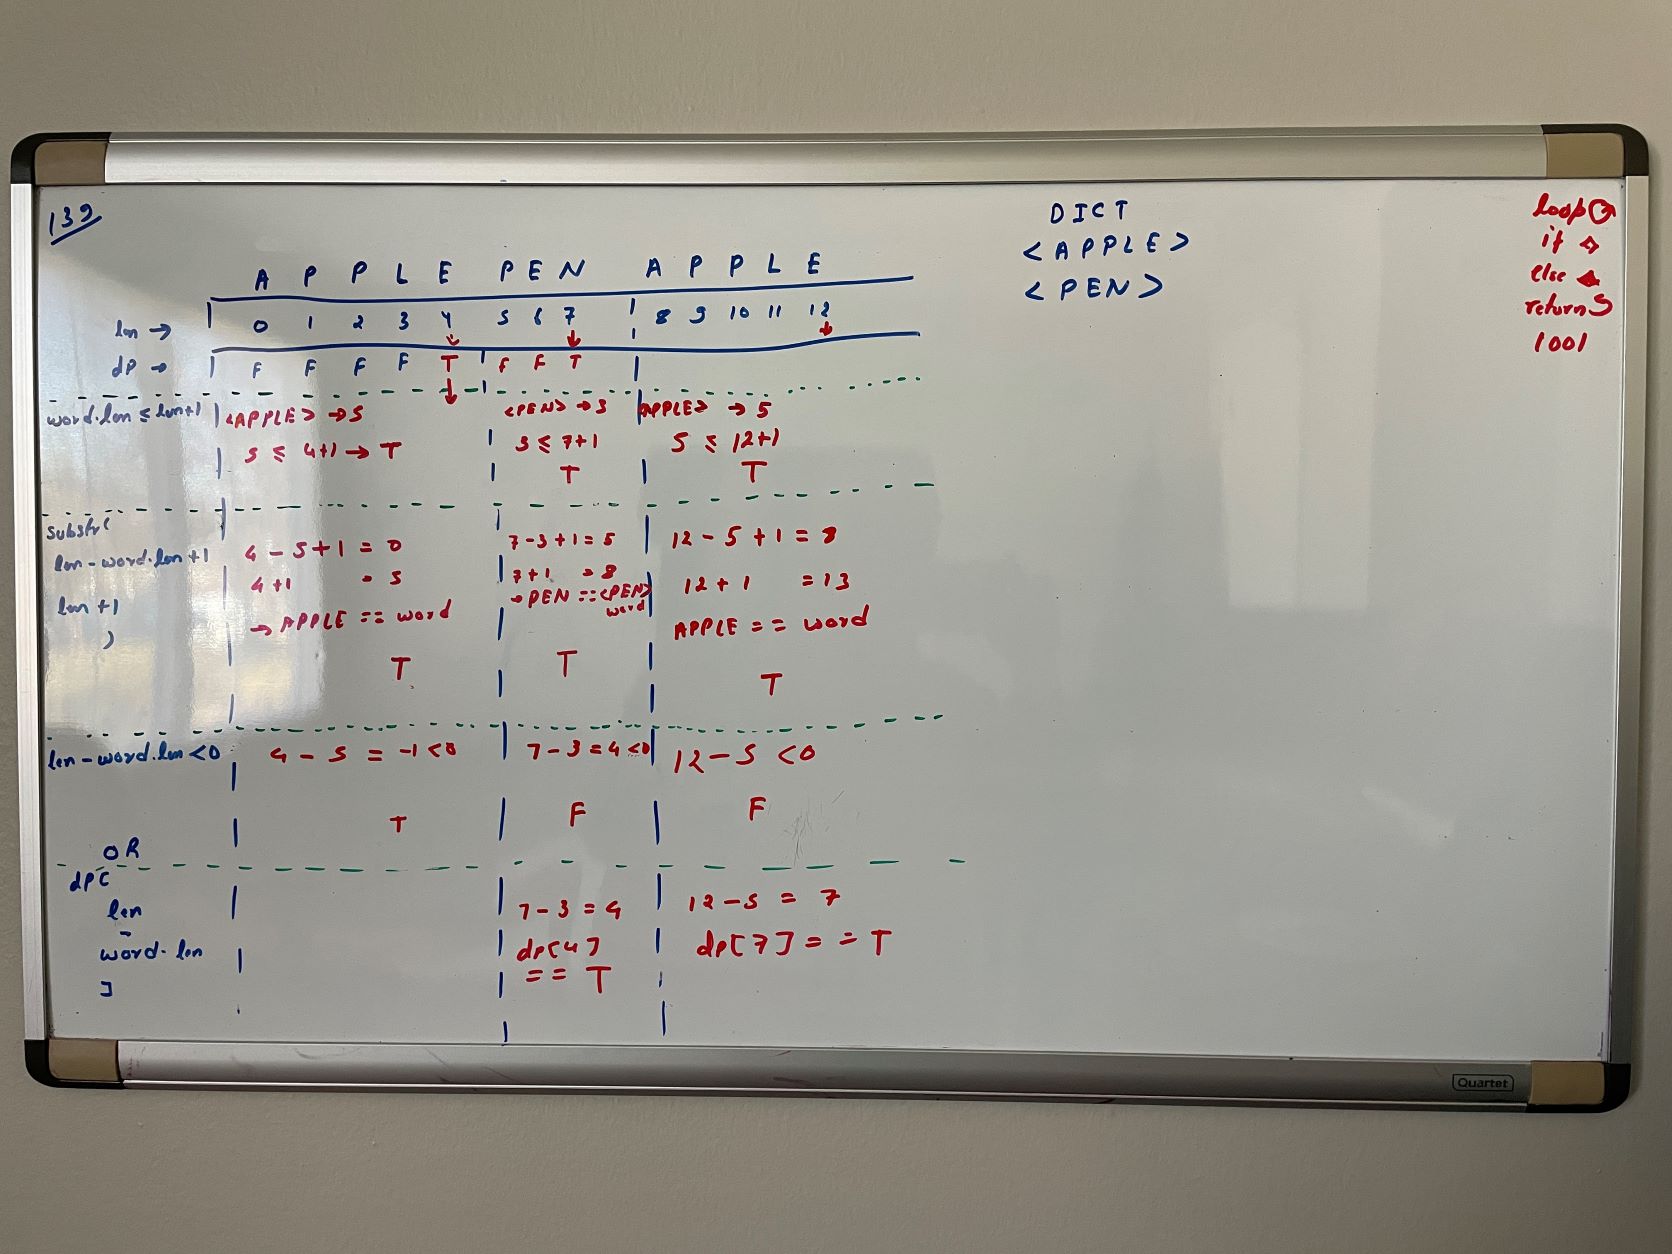 139
DICT
<APPLE>
<PEN>
loop
if
else
return
1001
A P P L E P E N A P P L E
len → 0 1 2 3 4 5 6 7 8 9 10 11 12
dp → F F F F T F F T
word.len ≤ len+1 <APPLE> → 5 <PEN> → 3 <APPLE> → 5
5 ≤ 4+1 → T 3 ≤ 7+1 5 ≤ 12+1
T T
substr(
len-word.len+1 4 - 5 + 1 = 0 7-3+1=5 12 - 5 + 1 = 8
len+1 4+1 = 5 7+1 = 8 12 + 1 = 13
) → APPLE == word → PEN ==<PEN> APPLE == word
word
T T T
len-word.len <0 4 - 5 = -1 <0 7-3=4 <0 12-5 <0
T F F
OR
dp[
len 7-3=4 12-5 = 7
- dp[4] dp[7] == T
word.len == T
]
Quartet